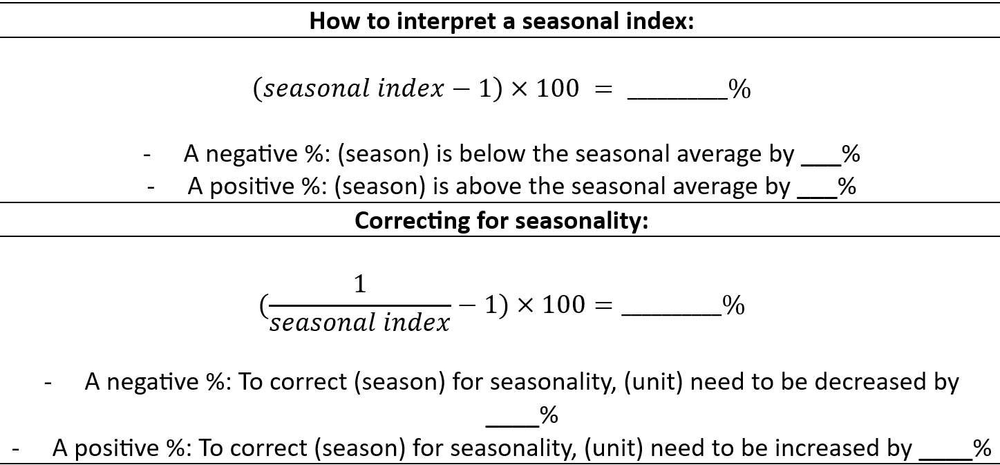 How to interpret a seasonal index:
(seasonal index − 1) × 100 = __________%
- A negative %: (season) is below the seasonal average by ___%
- A positive %: (season) is above the seasonal average by ___%
Correcting for seasonality:
(1/seasonal index − 1) × 100 = __________%
- A negative %: To correct (season) for seasonality, (unit) need to be decreased by
____%
- A positive %: To correct (season) for seasonality, (unit) need to be increased by ____%